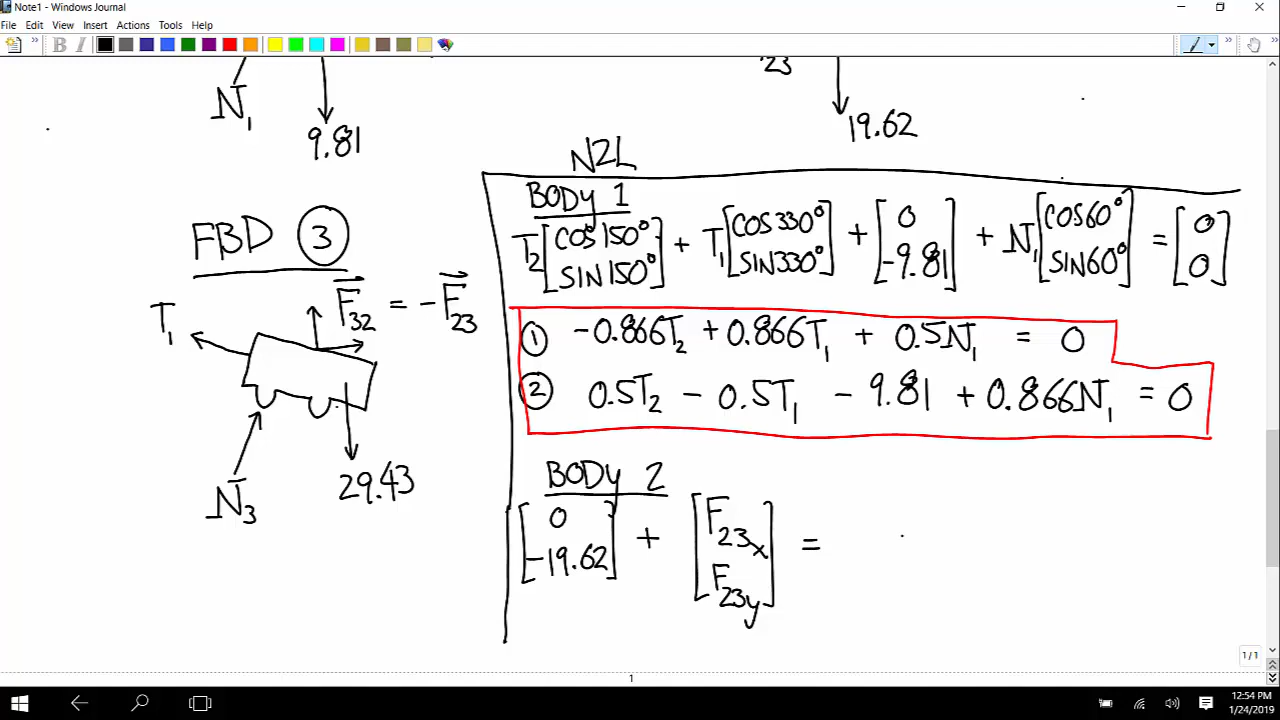 Note1 - Windows Journal
File Edit View Insert Actions Tools Help
N₁
9.81
23
19.62
FBD ③
F₃₂ = -F₂₃
T₁
N₃
29.43
N2L
BODY 1
T₂ [COS 150° SIN 150°] + T₁ [COS 330° SIN 330°] + [0 -9.81] + N₁ [COS 60° SIN 60°] = [0 0]
① -0.866T₂ + 0.866T₁ + 0.5N₁ = 0
② 0.5T₂ - 0.5T₁ - 9.81 + 0.866N₁ = 0
BODY 2
[0 -19.62] + [F₂₃ₓ F₂₃y] =
1/1
1
12:54 PM
1/24/2019